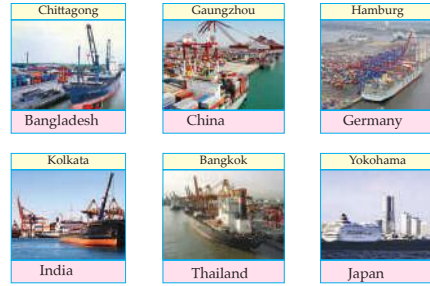 Chittagong
Gaungzhou
Hamburg
Bangladesh
China
Germany
Kolkata
Bangkok
Yokohama
India
Thailand
Japan